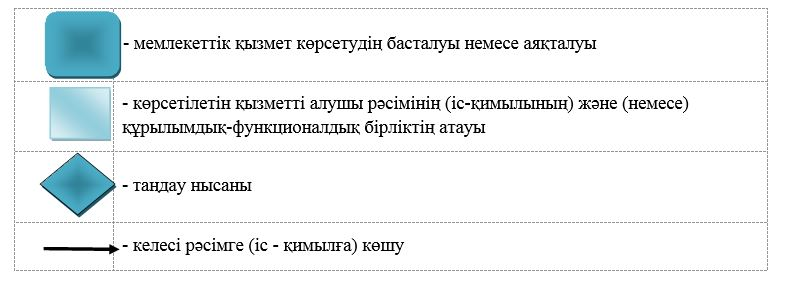 - мемлекеттік қызмет көрсетудің басталуы немесе аяқталуы
- көрсетілетін қызметті алушы рәсімінің (іс-қимылының) және (немесе)
құрылымдық-функционалдық бірліктің атауы
- таңдау нысаны
- келесі рәсімге (іс - қимылға) көшу